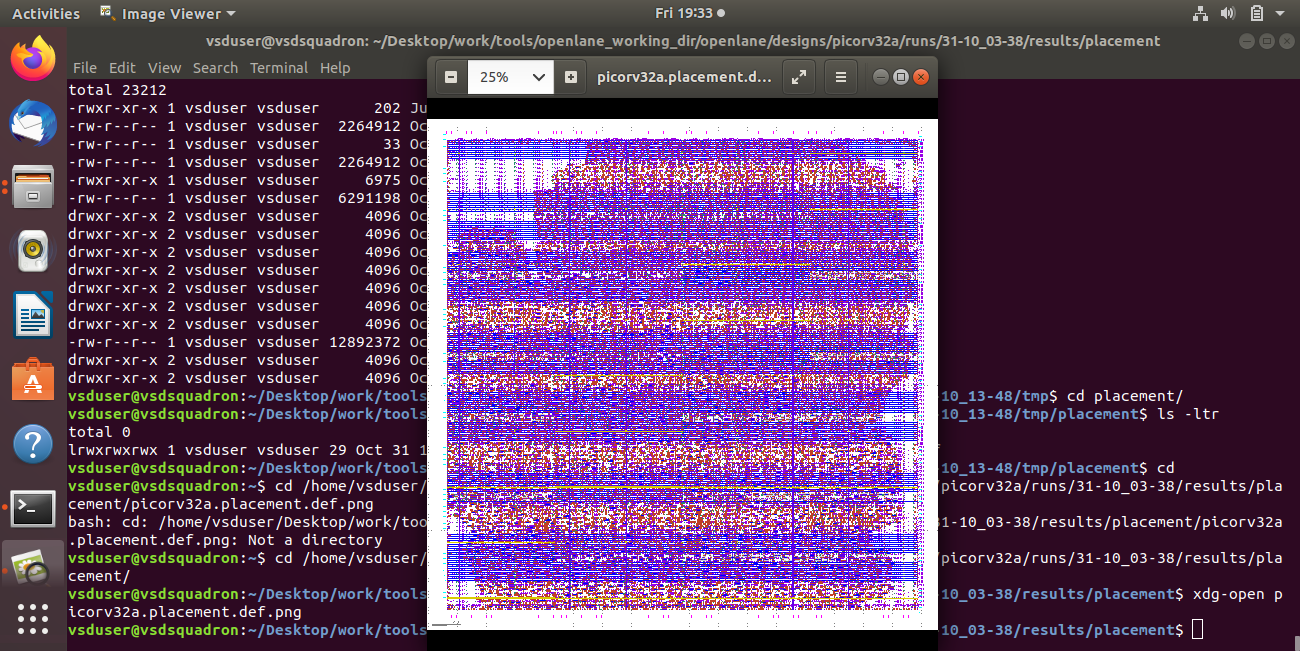 Activities Image Viewer Fri 19:33
vsduser@vsdsquadron: ~/Desktop/work/tools/openlane_working_dir/openlane/designs/picorv32a/runs/31-10_03-38/results/placement
File Edit View Search Terminal Help
25% picorv32a.placement.d...
total 23212
-rwxr-xr-x 1 vsduser vsduser 202 Ju
-rw-r--r-- 1 vsduser vsduser 2264912 Oc
-rw-r--r-- 1 vsduser vsduser 33 Oc
-rw-r--r-- 1 vsduser vsduser 2264912 Oc
-rwxr-xr-x 1 vsduser vsduser 6975 Oc
-rw-r--r-- 1 vsduser vsduser 6291198 Oc
drwxr-xr-x 2 vsduser vsduser 4096 Oc
drwxr-xr-x 2 vsduser vsduser 4096 Oc
drwxr-xr-x 2 vsduser vsduser 4096 Oc
drwxr-xr-x 2 vsduser vsduser 4096 Oc
drwxr-xr-x 2 vsduser vsduser 4096 Oc
drwxr-xr-x 2 vsduser vsduser 4096 Oc
drwxr-xr-x 2 vsduser vsduser 4096 Oc
-rw-r--r-- 1 vsduser vsduser 12892372 Oc
drwxr-xr-x 2 vsduser vsduser 4096 Oc
drwxr-xr-x 2 vsduser vsduser 4096 Oc
vsduser@vsdsquadron:~/Desktop/work/tools 10_13-48/tmp$ cd placement/
vsduser@vsdsquadron:~/Desktop/work/tools 10_13-48/tmp/placement$ ls -ltr
total 0
lrwxrwxrwx 1 vsduser vsduser 29 Oct 31 1
vsduser@vsdsquadron:~/Desktop/work/tools 10_13-48/tmp/placement$ cd
vsduser@vsdsquadron:~$ cd /home/vsduser/ /picorv32a/runs/31-10_03-38/results/pla
cement/picorv32a.placement.def.png
bash: cd: /home/vsduser/Desktop/work/too 1-10_03-38/results/placement/picorv32a
.placement.def.png: Not a directory
vsduser@vsdsquadron:~$ cd /home/vsduser/ /picorv32a/runs/31-10_03-38/results/pla
cement/
vsduser@vsdsquadron:~/Desktop/work/tools 10_03-38/results/placement$ xdg-open p
icorv32a.placement.def.png
vsduser@vsdsquadron:~/Desktop/work/tools 10_03-38/results/placement$